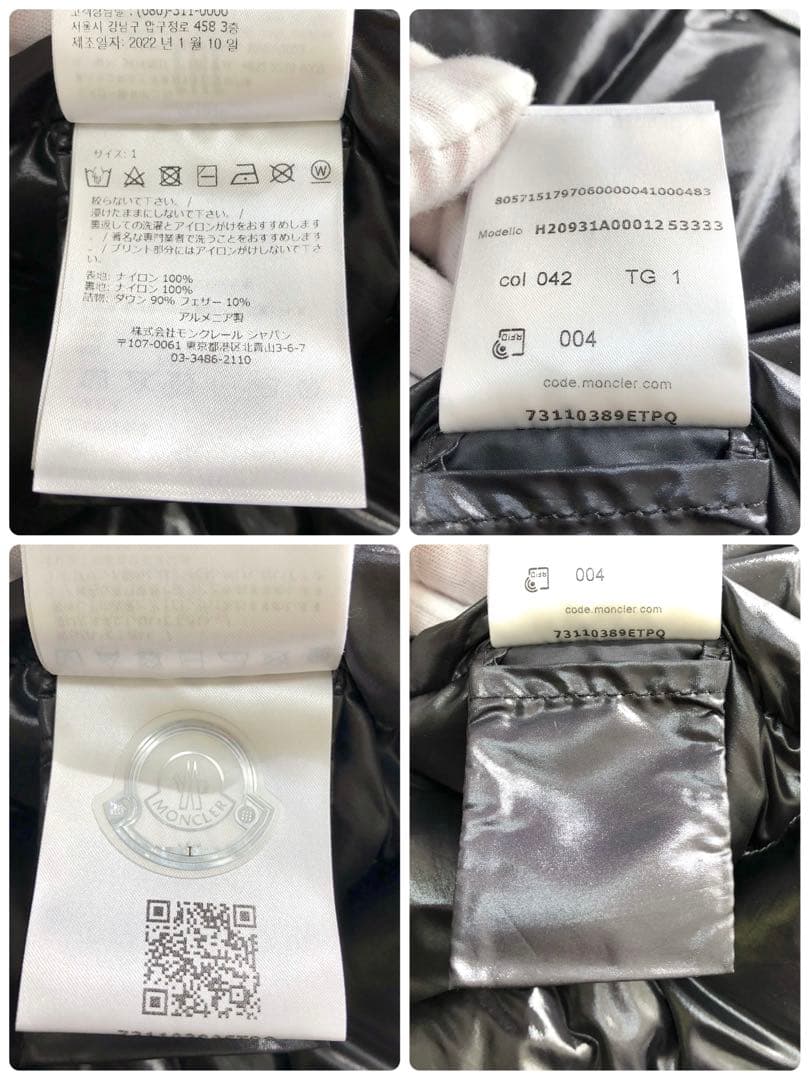 서울시 강남구 압구정로 458 3층
제조일자: 2022 년 1 월 10 일
サイズ: 1
W
絞らないで下さい。/
浸けたままにしないで下さい。/
裏返しての洗濯とアイロンがけをおすすめします
. / 著名な専門業者で洗うことをおすすめします
. / プリント部分にはアイロンがけしないで下さ
い。
表地: ナイロン 100%
裏地: ナイロン 100%
詰物: ダウン 90% フェザー 10%
アルメニア製
株式会社モンクレール ジャパン
〒107-0061 東京都港区北青山3-6-7
03-3486-2110
8057151797060000041000483
Modello H20931A00012 53333
col 042 TG 1
RFID 004
code.moncler.com
73110389ETPQ
MONCLER
RFID 004
code.moncler.com
73110389ETPQ